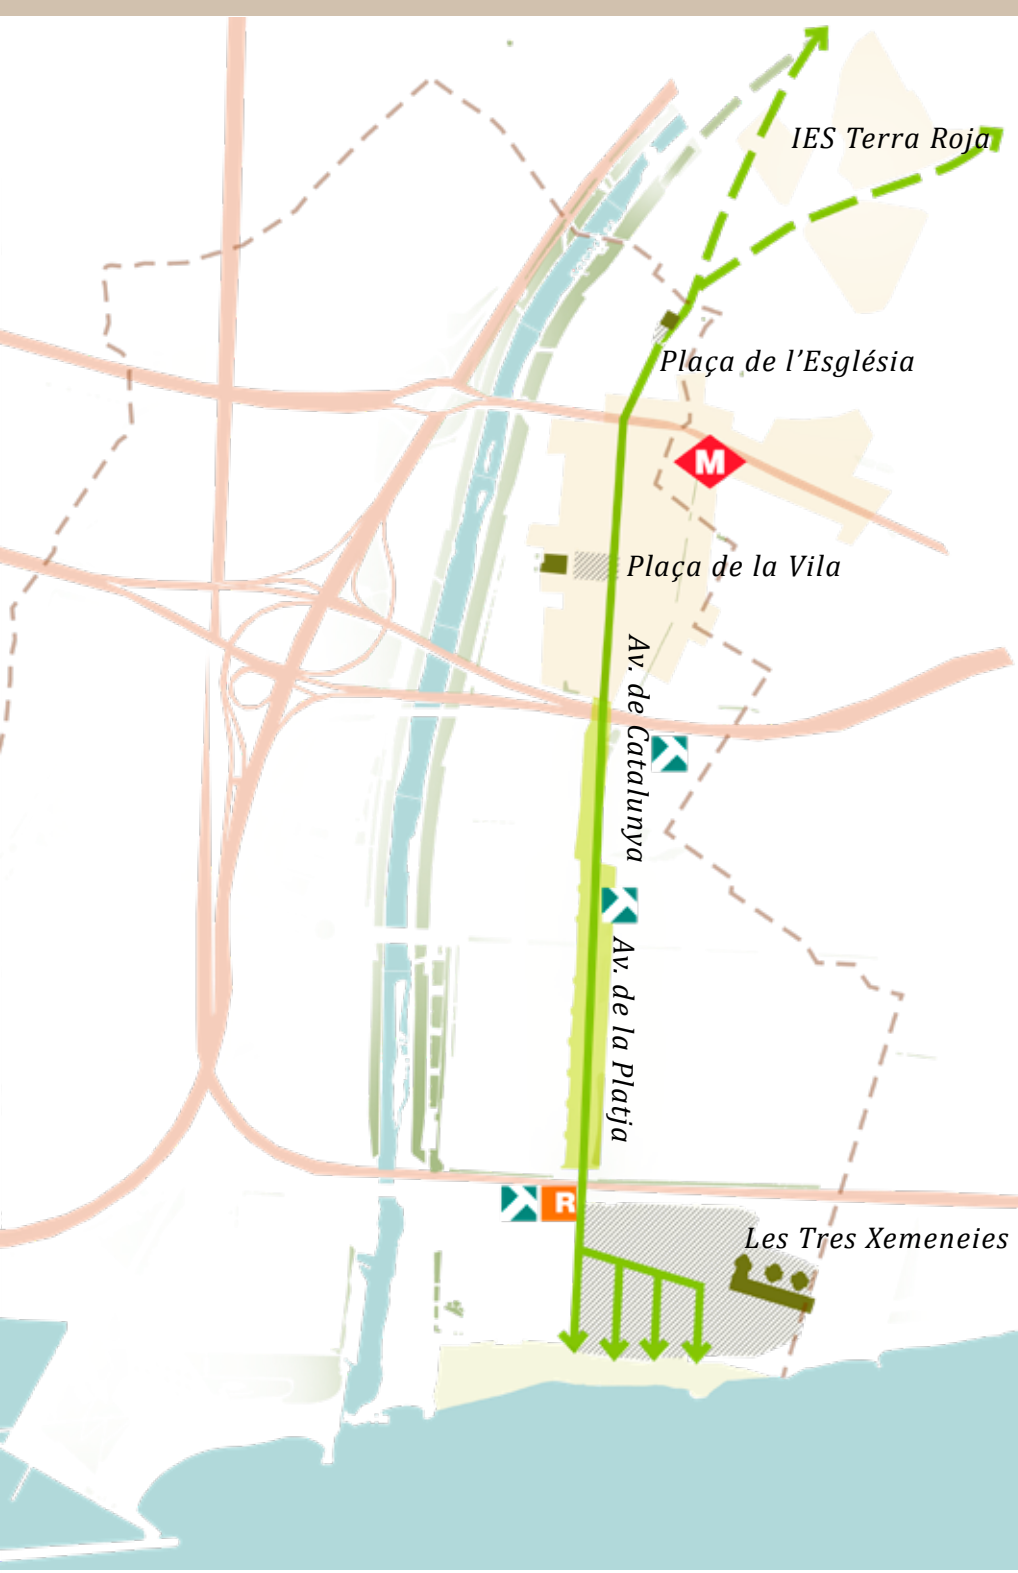 IES Terra Roja
Plaça de l'Església
M
Plaça de la Vila
Av. de Catalunya
Av. de la Platja
R
Les Tres Xemeneies